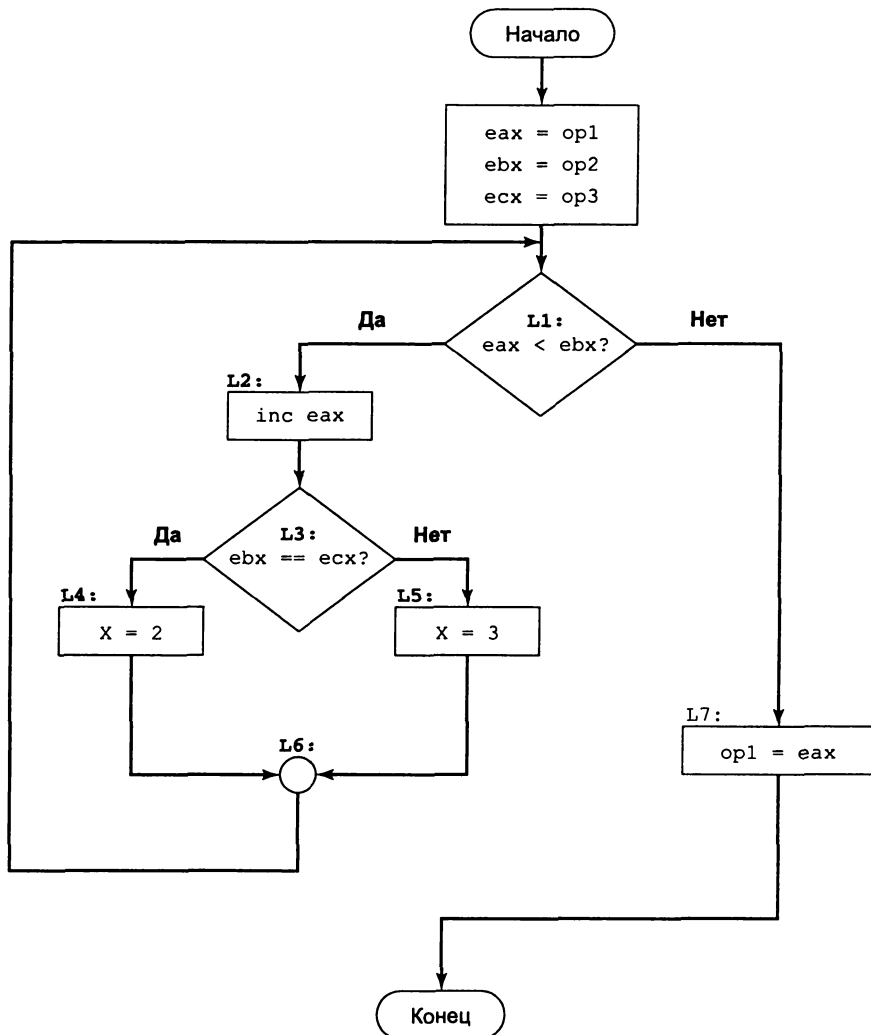 Начало
eax = op1
ebx = op2
ecx = op3
Да
L1:
Нет
eax < ebx?
L2:
inc eax
Да
L3:
Нет
ebx == ecx?
L4:
X = 2
L5:
X = 3
L6:
L7:
op1 = eax
Конец